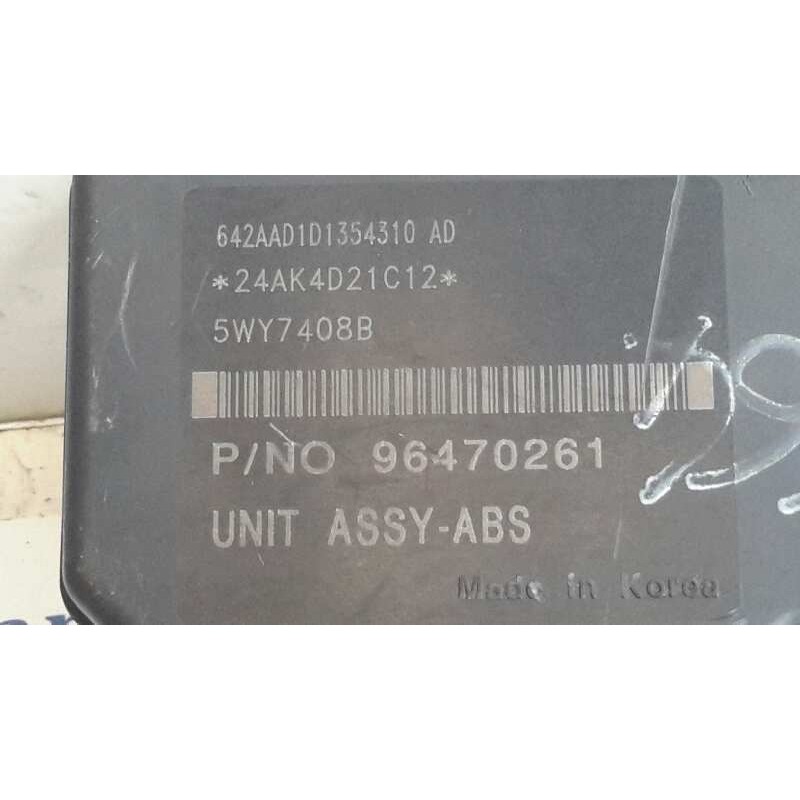 642AAD1D1354310 AD
*24AK4D21C12*
5WY7408B
P/NO 96470261
UNIT ASSY-ABS
Made in Korea